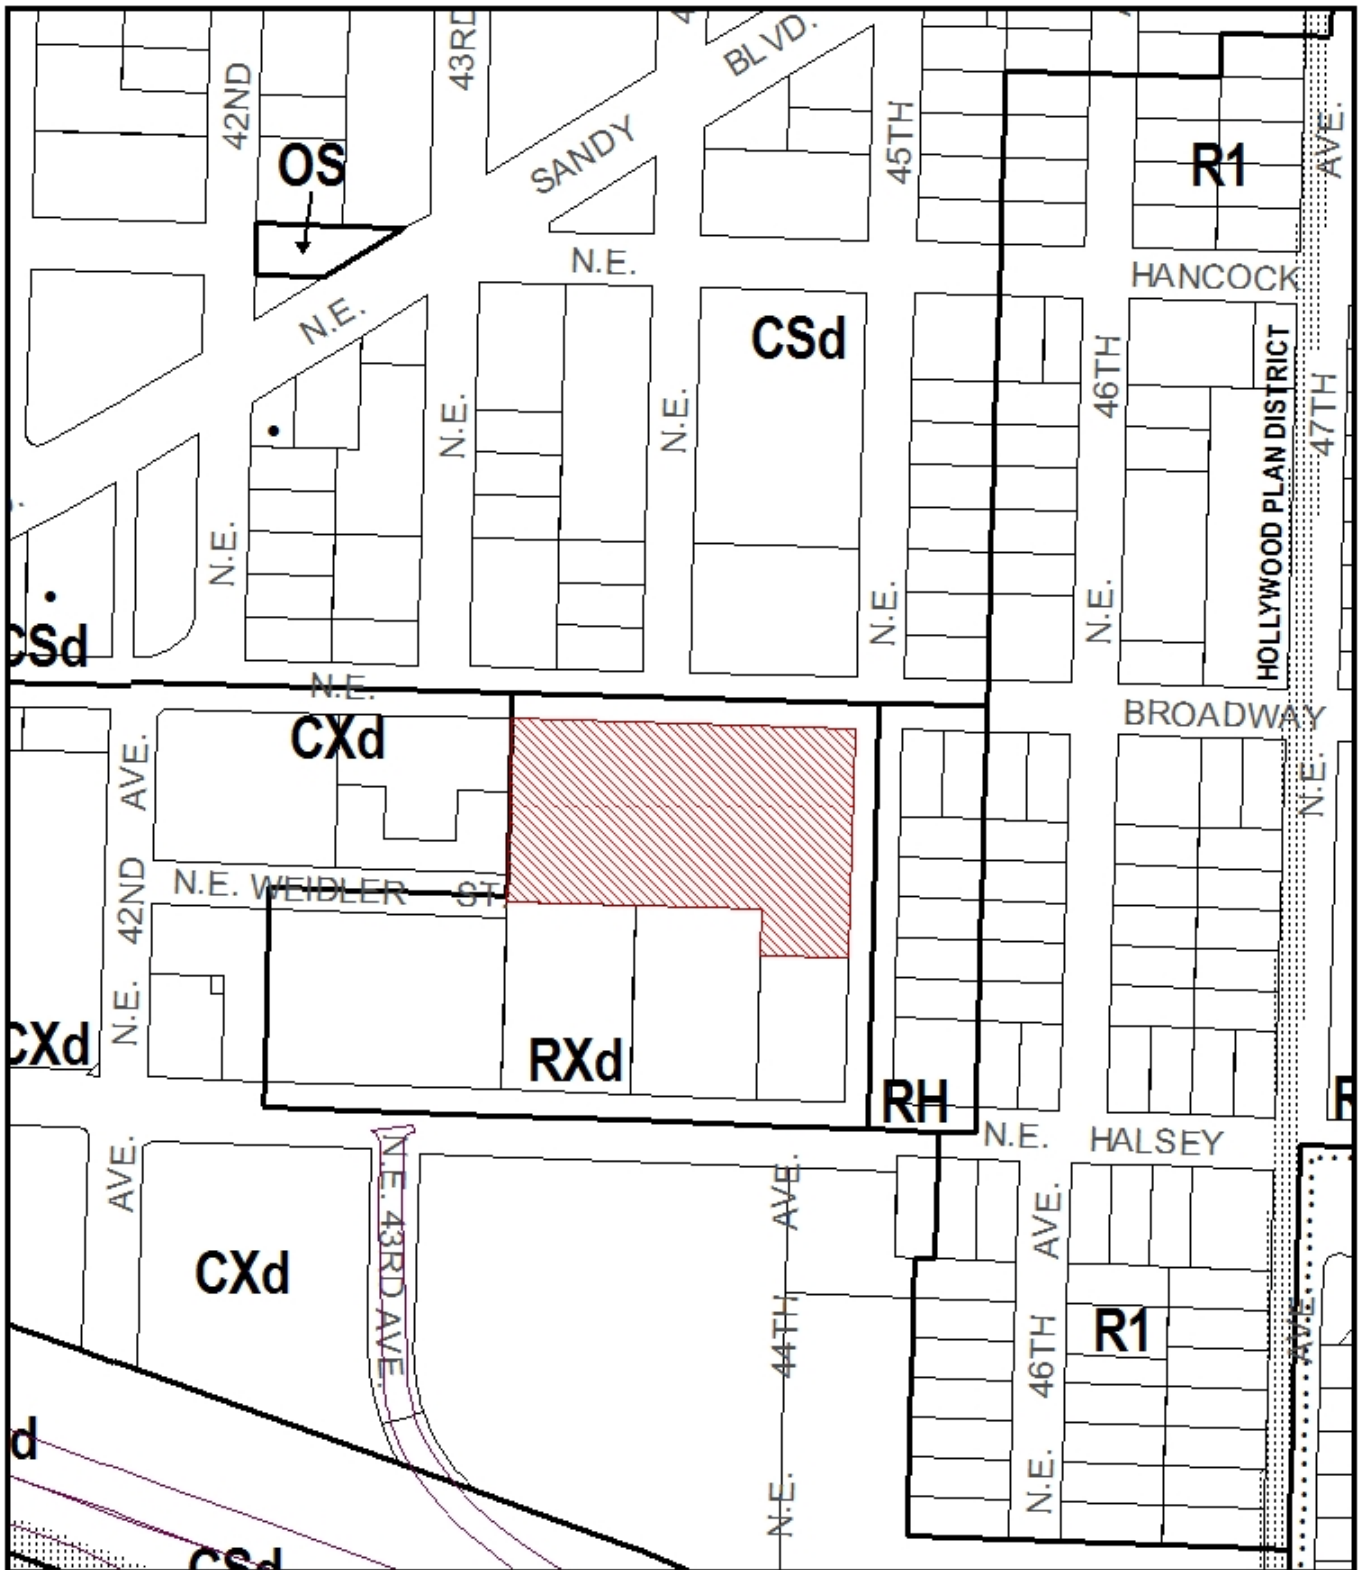 43RD
BLVD.
42ND
SANDY
45TH
AVE.
OS
R1
N.E.
HANCOCK
N.E.
CSd
46TH
47TH
HOLLYWOOD PLAN DISTRICT
N.E.
N.E.
N.E.
N.E.
N.E.
CSd
N.E.
CXd
BROADWAY
AVE.
N.E.
N.E. WEIDLER ST.
42ND
N.E.
CXd
RXd
RH
N.E. HALSEY
AVE.
N.E. 43RD AVE.
AVE.
AVE.
CXd
44TH
46TH
R1
AVE.
d
N.E.
N.E.
CSd